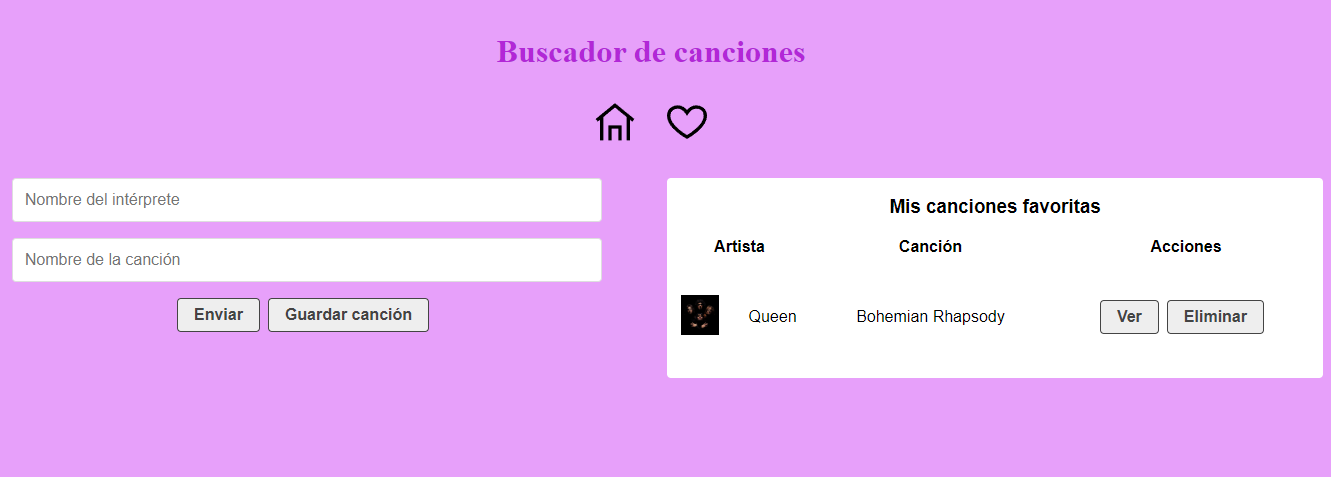 Buscador de canciones
Nombre del intérprete
Nombre de la canción
Enviar Guardar canción
Mis canciones favoritas
Artista Canción Acciones
Queen Bohemian Rhapsody Ver Eliminar